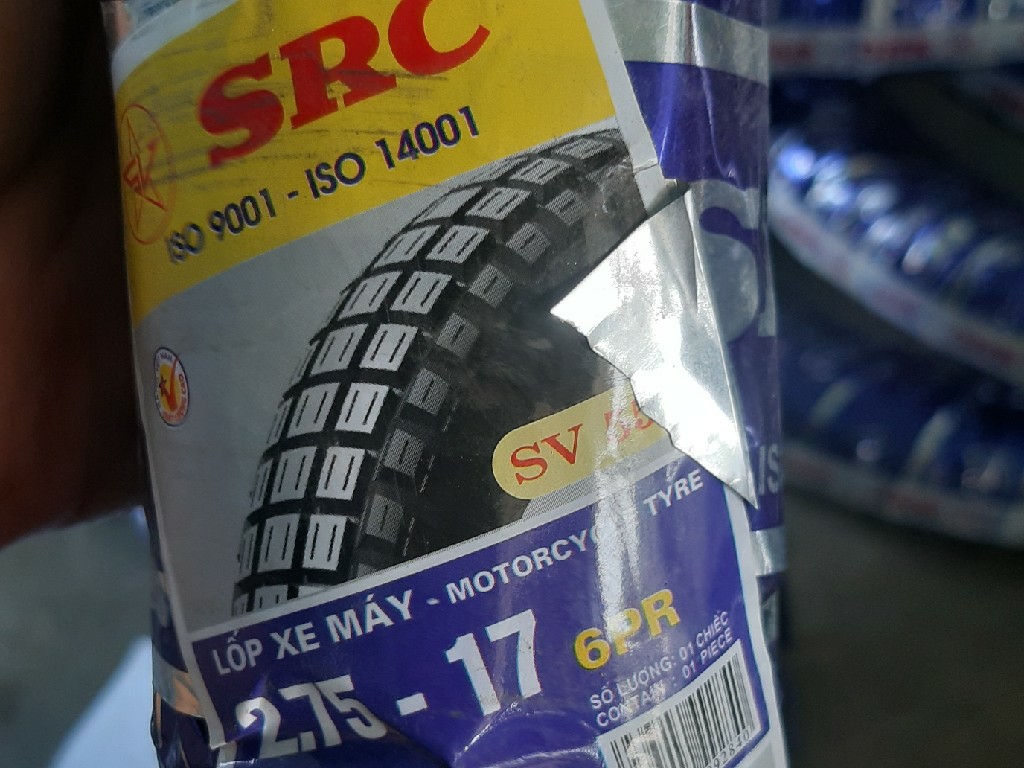 SRC
ISO 9001 - ISO 14001
SV
LỐP XE MÁY - MOTORCYCLE TYRE
2.75 - 17 6PR
SỐ LƯỢNG: 01 CHIẾC
CONTAIN : 01 PIECE